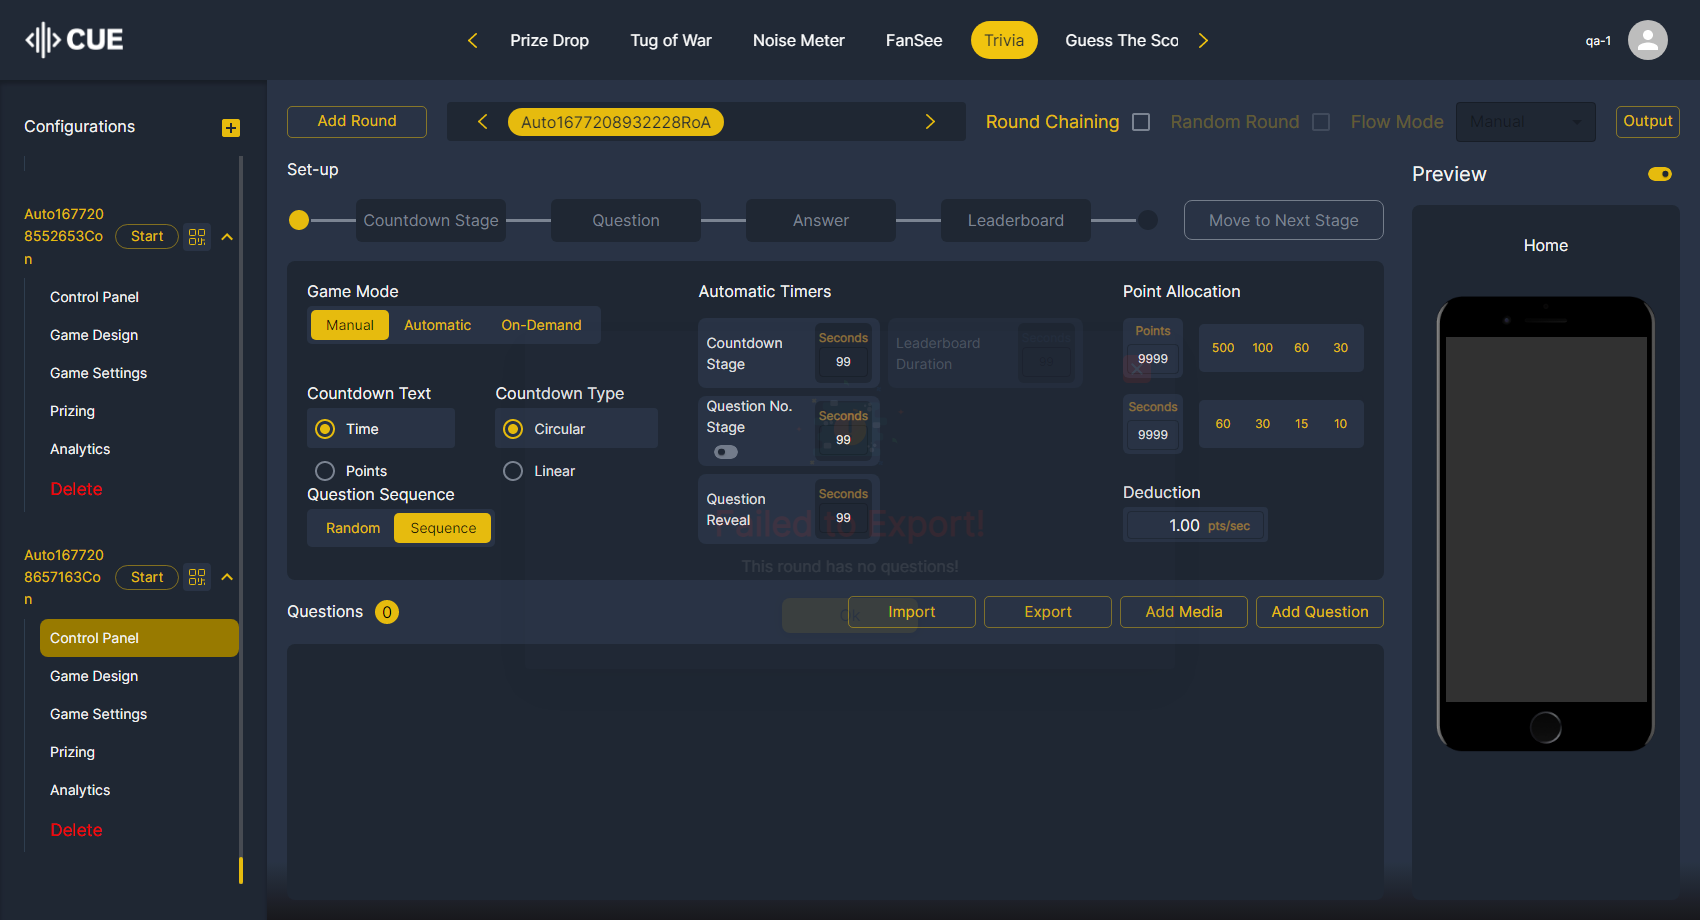 CUE
Prize Drop
Tug of War
Noise Meter
FanSee
Trivia
Guess The Sco
qa-1
Configurations
Add Round
Auto1677208932228RoA
Round Chaining
Random Round
Flow Mode
Manual
Output
Set-up
Preview
Countdown Stage
Question
Answer
Leaderboard
Move to Next Stage
Auto167720
8552653Co
n
Start
Control Panel
Game Design
Game Settings
Prizing
Analytics
Delete
Auto167720
8657163Co
n
Start
Control Panel
Game Design
Game Settings
Prizing
Analytics
Delete
Game Mode
Manual
Automatic
On-Demand
Countdown Text
Time
Points
Countdown Type
Circular
Linear
Question Sequence
Random
Sequence
Automatic Timers
Countdown
Stage
Seconds
99
Leaderboard
Duration
Question No.
Stage
Seconds
99
Question
Reveal
Seconds
99
Failed to Export!
This round has no questions!
Point Allocation
Points
9999
500
100
60
30
Seconds
9999
60
30
15
10
Deduction
1.00 pts/sec
Questions
0
Import
Export
Add Media
Add Question
Home